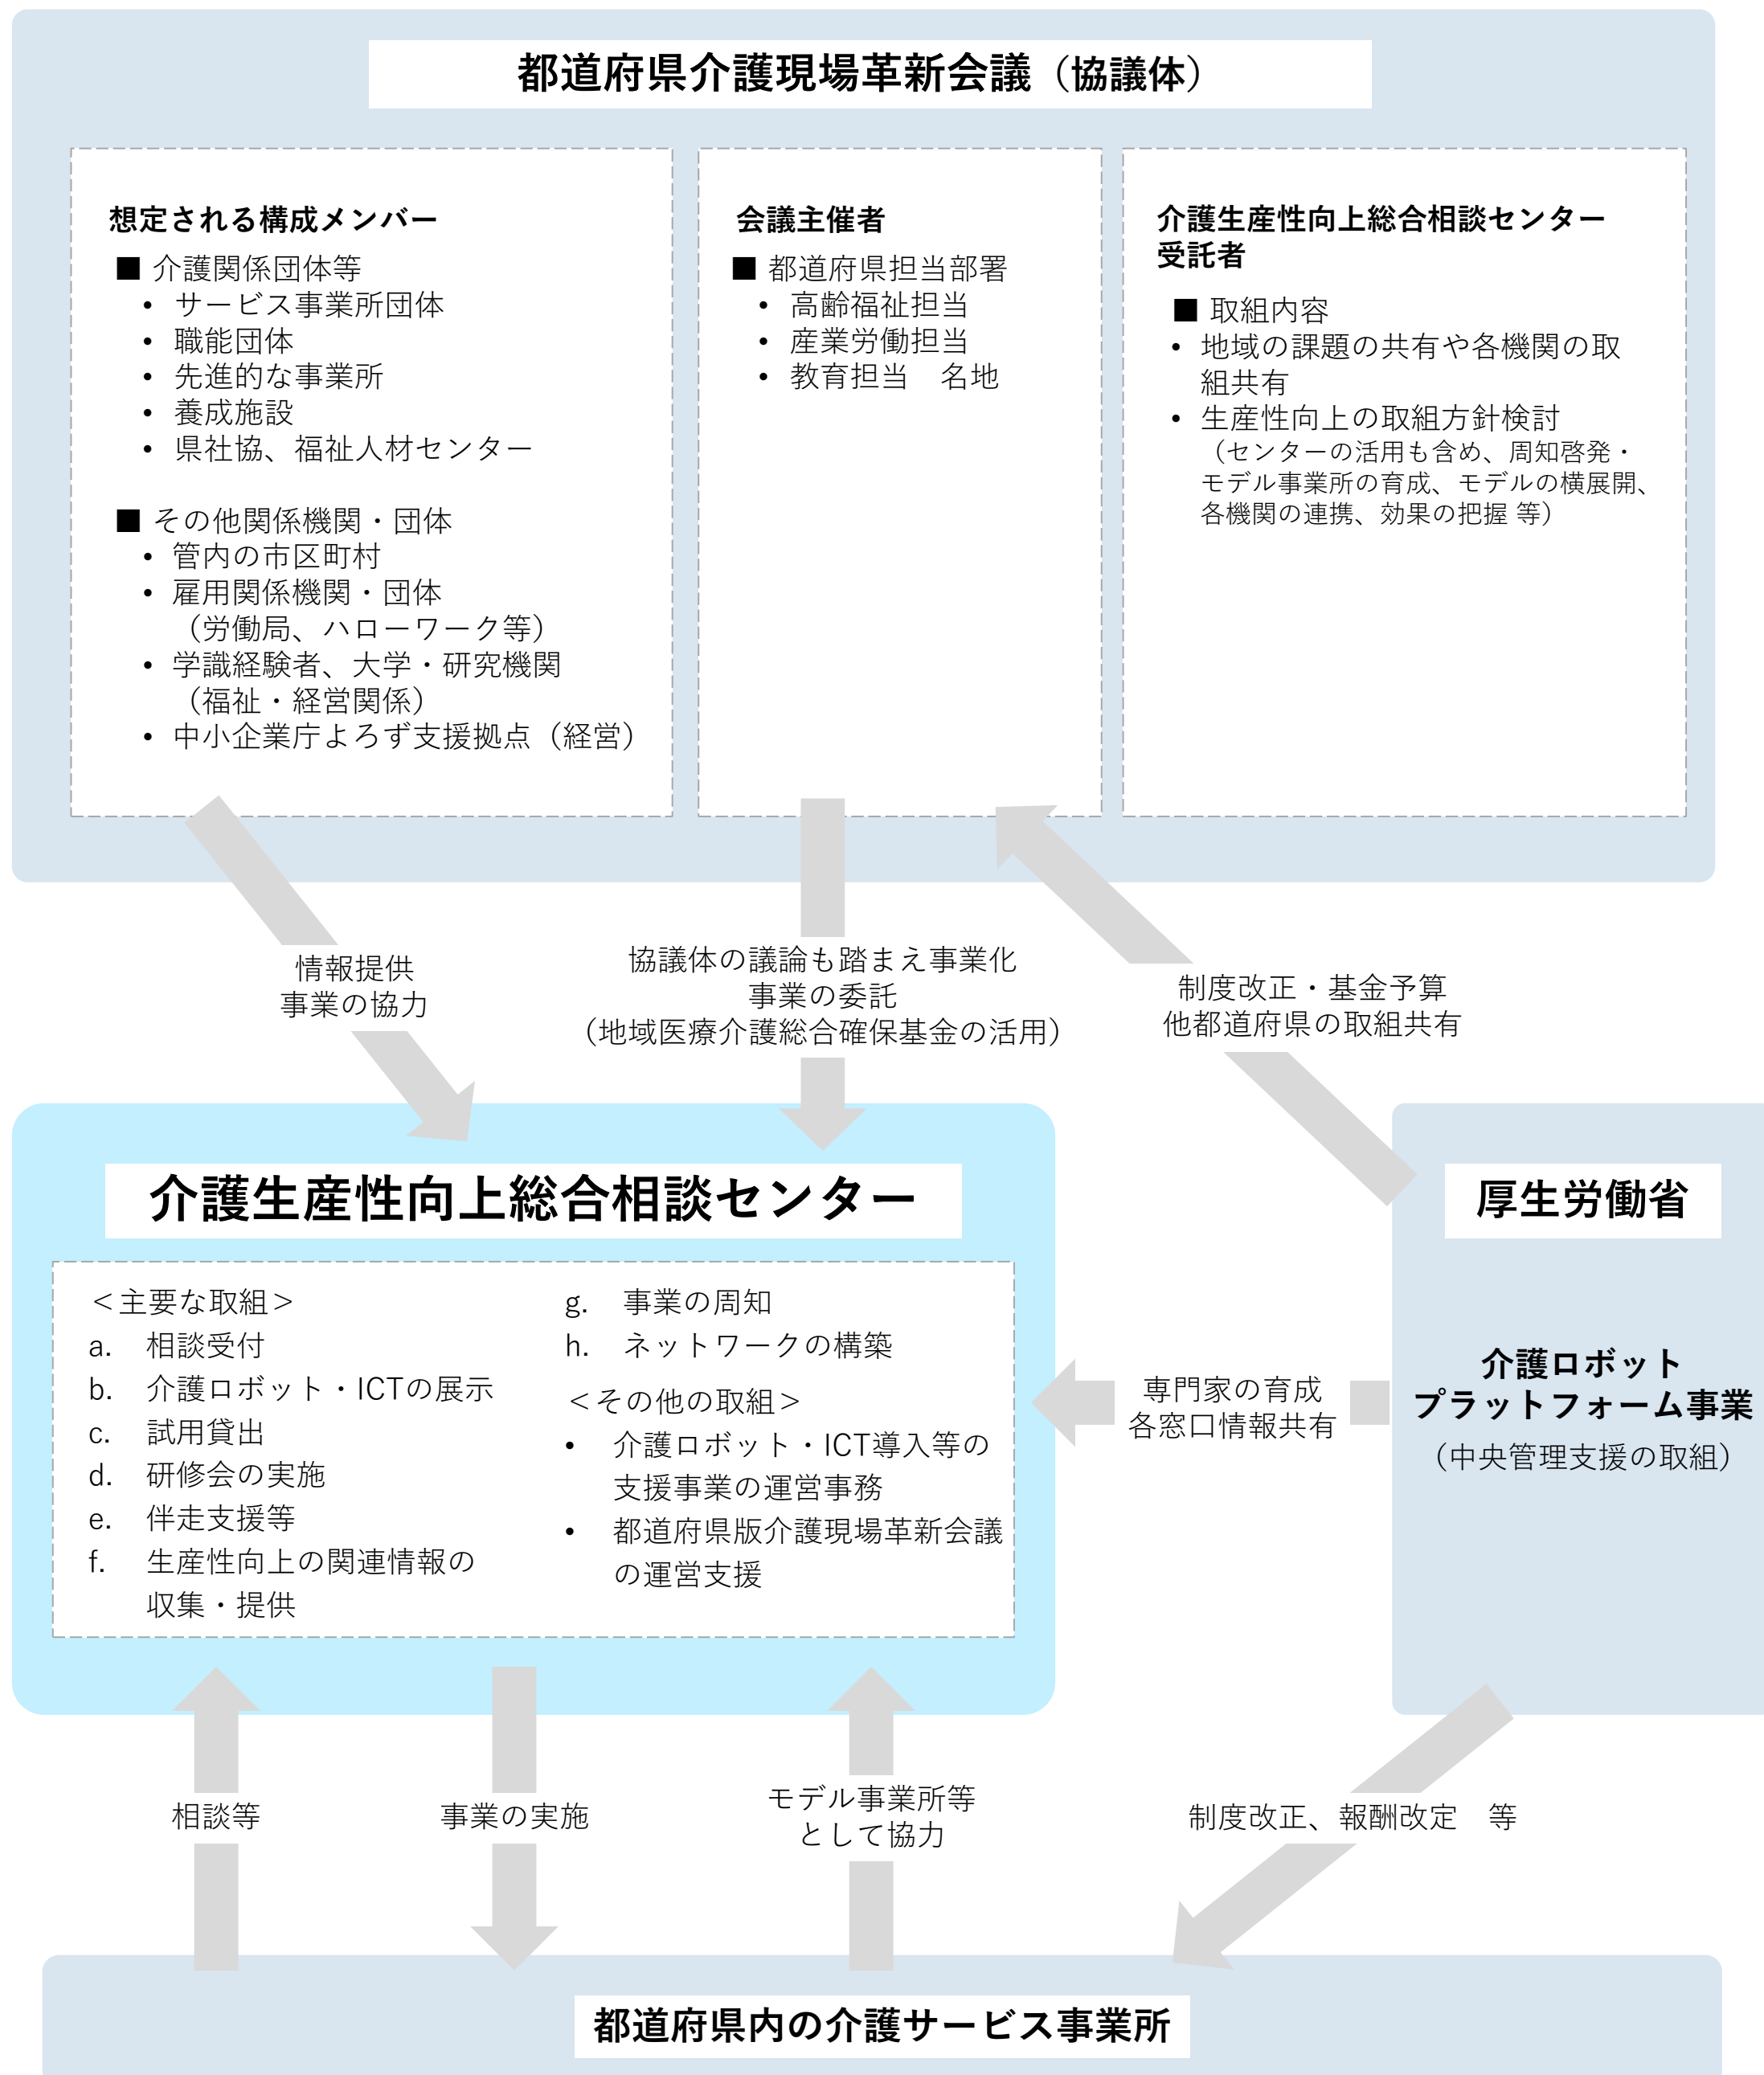 都道府県介護現場革新会議（協議体）
想定される構成メンバー
■ 介護関係団体等
• サービス事業所団体
• 職能団体
• 先進的な事業所
• 養成施設
• 県社協、福祉人材センター
■ その他関係機関・団体
• 管内の市区町村
• 雇用関係機関・団体
（労働局、ハローワーク等）
• 学識経験者、大学・研究機関
（福祉・経営関係）
• 中小企業庁よろず支援拠点（経営）
会議主催者
■ 都道府県担当部署
• 高齢福祉担当
• 産業労働担当
• 教育担当　名地
介護生産性向上総合相談センター
受託者
■ 取組内容
• 地域の課題の共有や各機関の取
組共有
• 生産性向上の取組方針検討
（センターの活用も含め、周知啓発・
モデル事業所の育成、モデルの横展開、
各機関の連携、効果の把握 等）
情報提供
事業の協力
協議体の議論も踏まえ事業化
事業の委託
（地域医療介護総合確保基金の活用）
制度改正・基金予算
他都道府県の取組共有
介護生産性向上総合相談センター
＜主要な取組＞
a. 相談受付
b. 介護ロボット・ICTの展示
c. 試用貸出
d. 研修会の実施
e. 伴走支援等
f. 生産性向上の関連情報の
収集・提供
g. 事業の周知
h. ネットワークの構築
＜その他の取組＞
• 介護ロボット・ICT導入等の
支援事業の運営事務
• 都道府県版介護現場革新会議
の運営支援
専門家の育成
各窓口情報共有
厚生労働省
介護ロボット
プラットフォーム事業
（中央管理支援の取組）
相談等
事業の実施
モデル事業所等
として協力
制度改正、報酬改定　等
都道府県内の介護サービス事業所